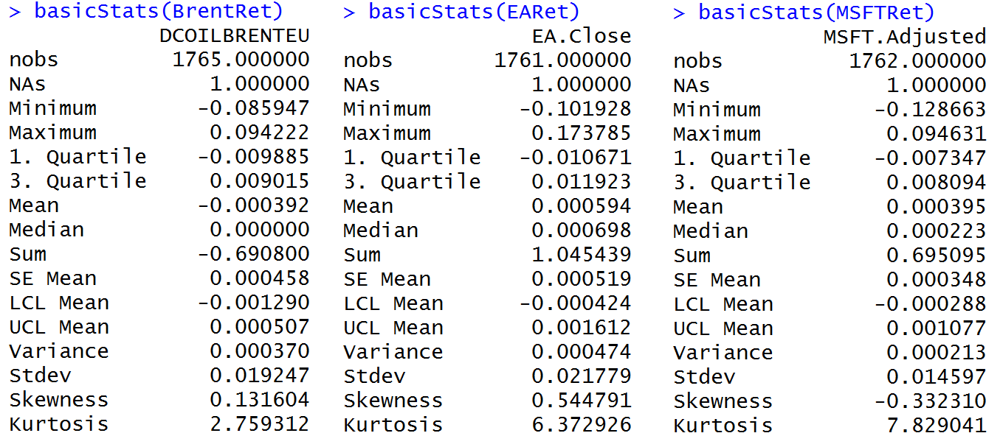 > basicStats(BrentRet)
DCOILBRENTEU
nobs 1765.000000
NAs 1.000000
Minimum -0.085947
Maximum 0.094222
1. Quartile -0.009885
3. Quartile 0.009015
Mean -0.000392
Median 0.000000
Sum -0.690800
SE Mean 0.000458
LCL Mean -0.001290
UCL Mean 0.000507
Variance 0.000370
Stdev 0.019247
Skewness 0.131604
Kurtosis 2.759312
> basicStats(EARet)
EA.Close
nobs 1761.000000
NAs 1.000000
Minimum -0.101928
Maximum 0.173785
1. Quartile -0.010671
3. Quartile 0.011923
Mean 0.000594
Median 0.000698
Sum 1.045439
SE Mean 0.000519
LCL Mean -0.000424
UCL Mean 0.001612
Variance 0.000474
Stdev 0.021779
Skewness 0.544791
Kurtosis 6.372926
> basicStats(MSFTRet)
MSFT.Adjusted
nobs 1762.000000
NAs 1.000000
Minimum -0.128663
Maximum 0.094631
1. Quartile -0.007347
3. Quartile 0.008094
Mean 0.000395
Median 0.000223
Sum 0.695095
SE Mean 0.000348
LCL Mean -0.000288
UCL Mean 0.001077
Variance 0.000213
Stdev 0.014597
Skewness -0.332310
Kurtosis 7.829041